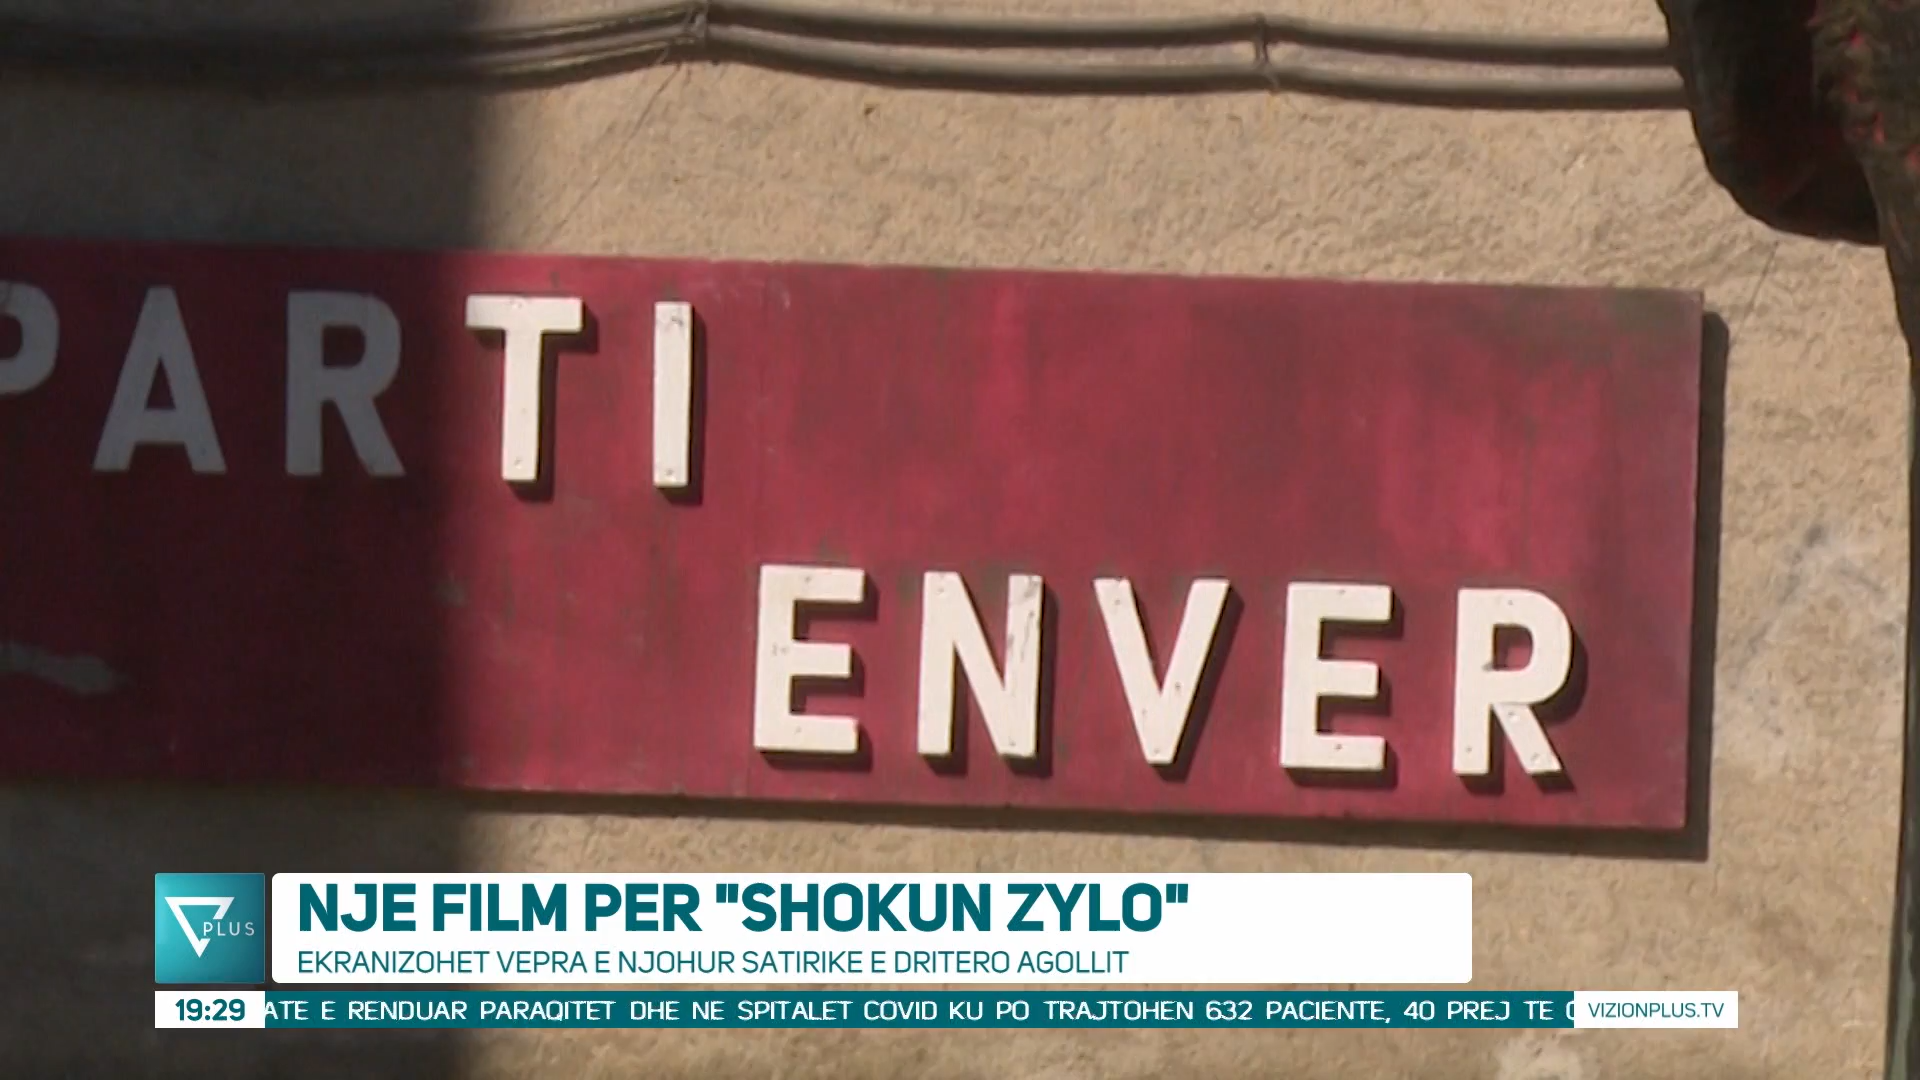 PARTI
ENVER
PLUS
NJE FILM PER "SHOKUN ZYLO"
EKRANIZOHET VEPRA E NJOHUR SATIRIKE E DRITERO AGOLLIT
19:29
ATE E RENDUAR PARAQITET DHE NE SPITALET COVID KU PO TRAJTOHEN 632 PACIENTE, 40 PREJ TE
VIZIONPLUS.TV